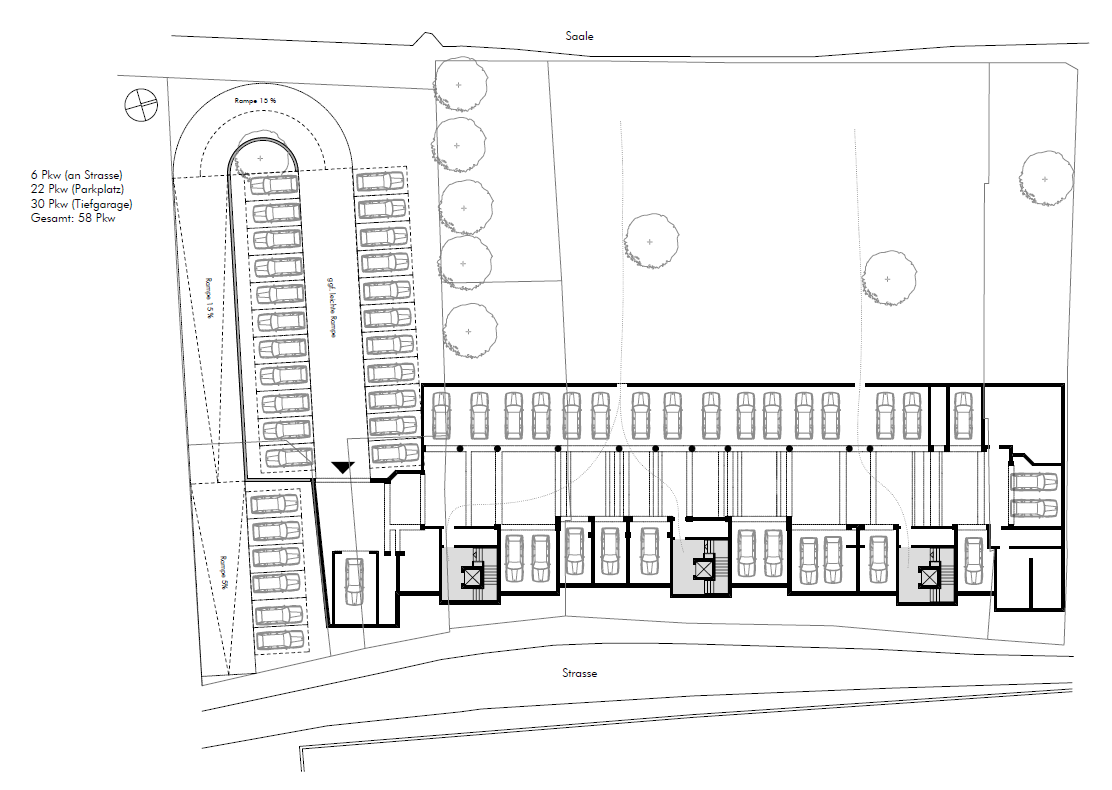 Saale
Rampe 15 %
6 Pkw (an Strasse)
22 Pkw (Parkplatz)
30 Pkw (Tiefgarage)
Gesamt: 58 Pkw
Rampe 15 %
ggf. leichte Rampe
Rampe 5%
Strasse